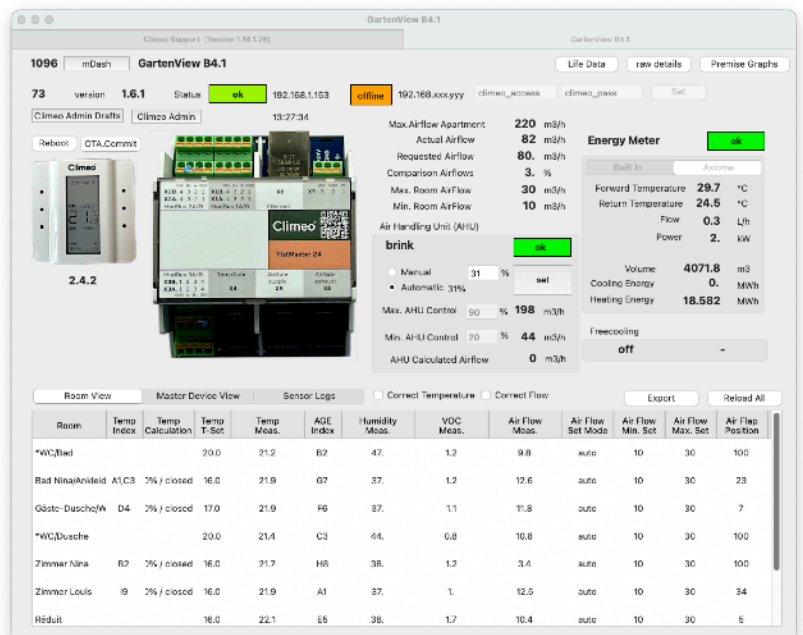 GartenView B4.1
Climeo Support (Version 1.14.1.28)
GartenView B4.1
1096 mDash GartenView B4.1
Life Data raw details Premise Graphs
73 version 1.6.1 Status ok 192.168.1.153 offline 192.168.xxx.yyy climeo_access climeo_pass Set
Climeo Admin Drafts Climeo Admin 13:27:34
Reboot OTA.Commit
Climeo
2.4.2
Climeo
FlatMaster 24
Max.Airflow Apartment 220 m3/h
Actual Airflow 82 m3/h
Requested Airflow 80. m3/h
Comparison Airflows 3. %
Max. Room AirFlow 30 m3/h
Min. Room AirFlow 10 m3/h
Air Handling Unit (AHU)
brink ok
Manual 31 % set
Automatic 31%
Max. AHU Control 90 % 198 m3/h
Min. AHU Control 20 % 44 m3/h
AHU Calculated Airflow 0 m3/h
Energy Meter ok
Built In Axioma
Forward Temperature 29.7 °C
Return Temperature 24.5 °C
Flow 0.3 L/h
Power 2. kW
Volume 4071.8 m3
Cooling Energy 0. MWh
Heating Energy 18.582 MWh
Freecooling
off -
Room View Master Device View Sensor Logs Correct Temperature Correct Flow Export Reload All
Room Temp Index Temp Calculation Temp T-Set Temp Meas. AGE Index Humidity Meas. VOC Meas. Air Flow Meas. Air Flow Set Mode Air Flow Min. Set Air Flow Max. Set Air Flap Position
*WC/Bad 20.0 21.2 B2 47. 1.2 9.8 auto 10 30 100
Bad Nina/Ankleid A1,C3 0% / closed 16.0 21.9 G7 37. 1.2 12.6 auto 10 30 23
Gäste-Dusche/W D4 0% / closed 17.0 21.9 F6 37. 1.1 11.8 auto 10 30 7
*WC/Dusche 20.0 21.4 C3 44. 0.8 10.8 auto 10 30 100
Zimmer Nina B2 0% / closed 16.0 21.7 H8 38. 1.2 3.4 auto 10 30 100
Zimmer Louis I9 0% / closed 16.0 21.9 A1 37. 1. 12.5 auto 10 30 34
Réduit 16.0 22.1 E5 38. 1.7 10.4 auto 10 30 5